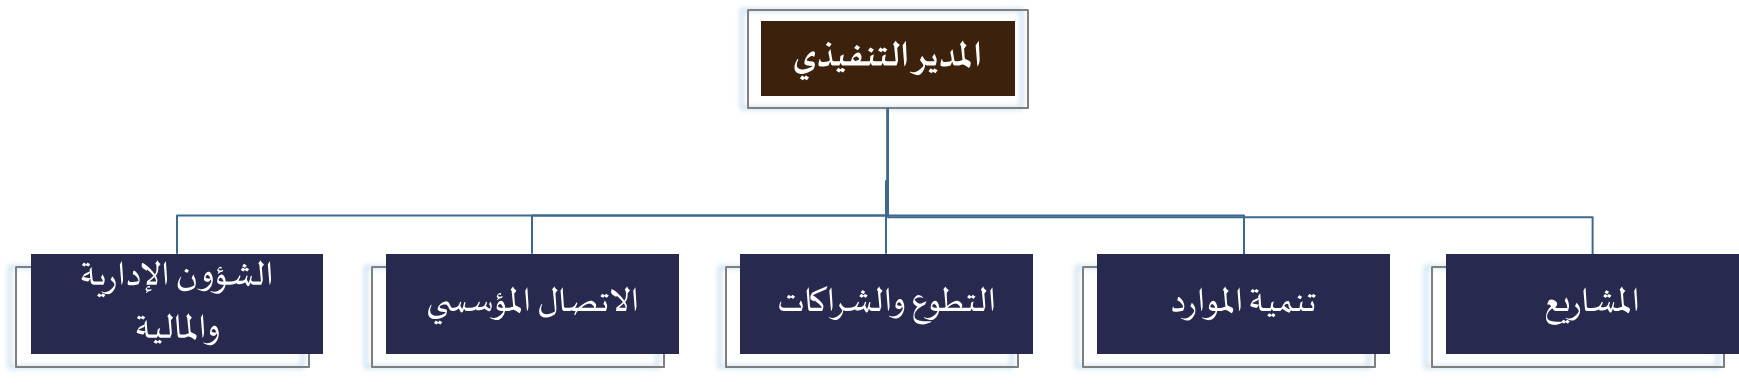 المدير التنفيذي
المشاريع
تنمية الموارد
التطوع والشراكات
الاتصال المؤسسي
الشؤون الإدارية
والمالية